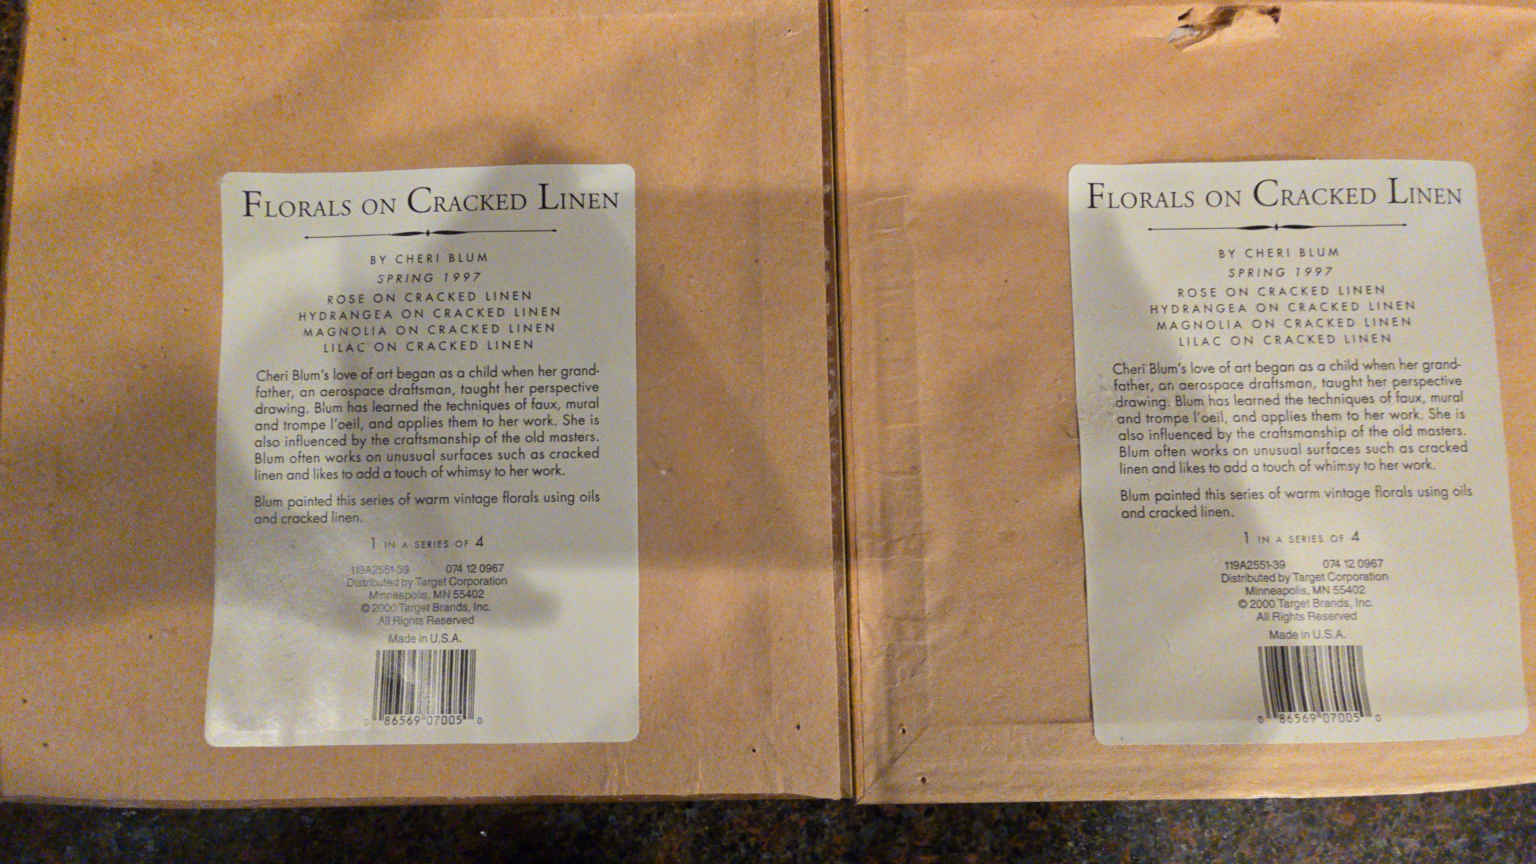 FLORALS ON CRACKED LINEN
BY CHERI BLUM
SPRING 1997
ROSE ON CRACKED LINEN
HYDRANGEA ON CRACKED LINEN
MAGNOLIA ON CRACKED LINEN
LILAC ON CRACKED LINEN
Cheri Blum's love of art began as a child when her grand-
father, an aerospace draftsman, taught her perspective
drawing. Blum has learned the techniques of faux, mural
and trompe l'oeil, and applies them to her work. She is
also influenced by the craftsmanship of the old masters.
Blum often works on unusual surfaces such as cracked
linen and likes to add a touch of whimsy to her work.
Blum painted this series of warm vintage florals using oils
and cracked linen.
1 IN A SERIES OF 4
119A2551-39 074 12 0967
Distributed by Target Corporation
Minneapolis, MN 55402
© 2000 Target Brands, Inc.
All Rights Reserved
Made in U.S.A.
0 86569 07005 0
FLORALS ON CRACKED LINEN
BY CHERI BLUM
SPRING 1997
ROSE ON CRACKED LINEN
HYDRANGEA ON CRACKED LINEN
MAGNOLIA ON CRACKED LINEN
LILAC ON CRACKED LINEN
Cheri Blum's love of art began as a child when her grand-
father, an aerospace draftsman, taught her perspective
drawing. Blum has learned the techniques of faux, mural
and trompe l'oeil, and applies them to her work. She is
also influenced by the craftsmanship of the old masters.
Blum often works on unusual surfaces such as cracked
linen and likes to add a touch of whimsy to her work.
Blum painted this series of warm vintage florals using oils
and cracked linen.
1 IN A SERIES OF 4
119A2551-39 074 12 0967
Distributed by Target Corporation
Minneapolis, MN 55402
© 2000 Target Brands, Inc.
All Rights Reserved
Made in U.S.A.
0 86569 07005 0